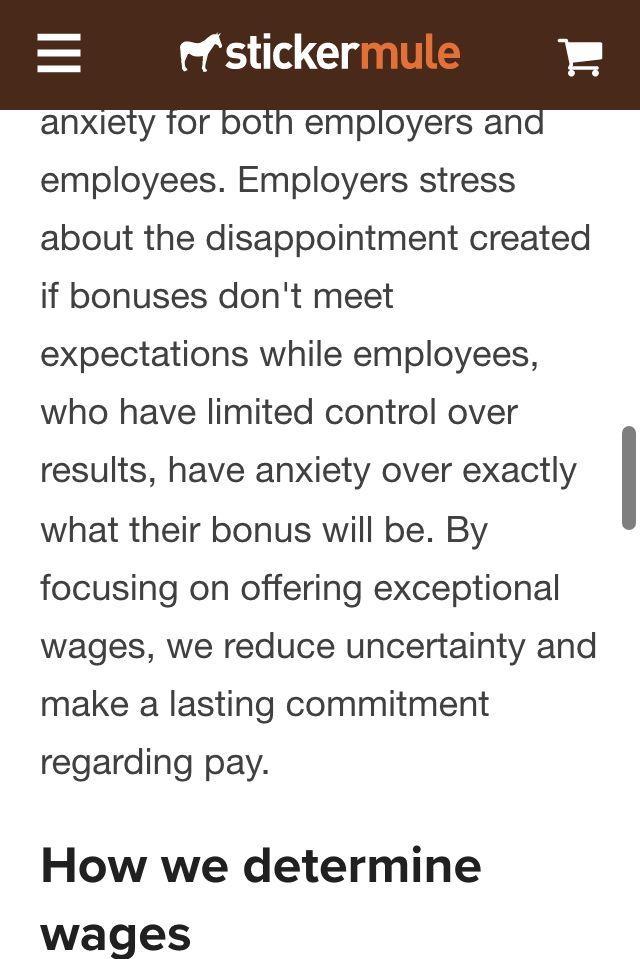 stickermule
anxiety for both employers and
employees. Employers stress
about the disappointment created
if bonuses don't meet
expectations while employees,
who have limited control over
results, have anxiety over exactly
what their bonus will be. By
focusing on offering exceptional
wages, we reduce uncertainty and
make a lasting commitment
regarding pay.
How we determine
wages